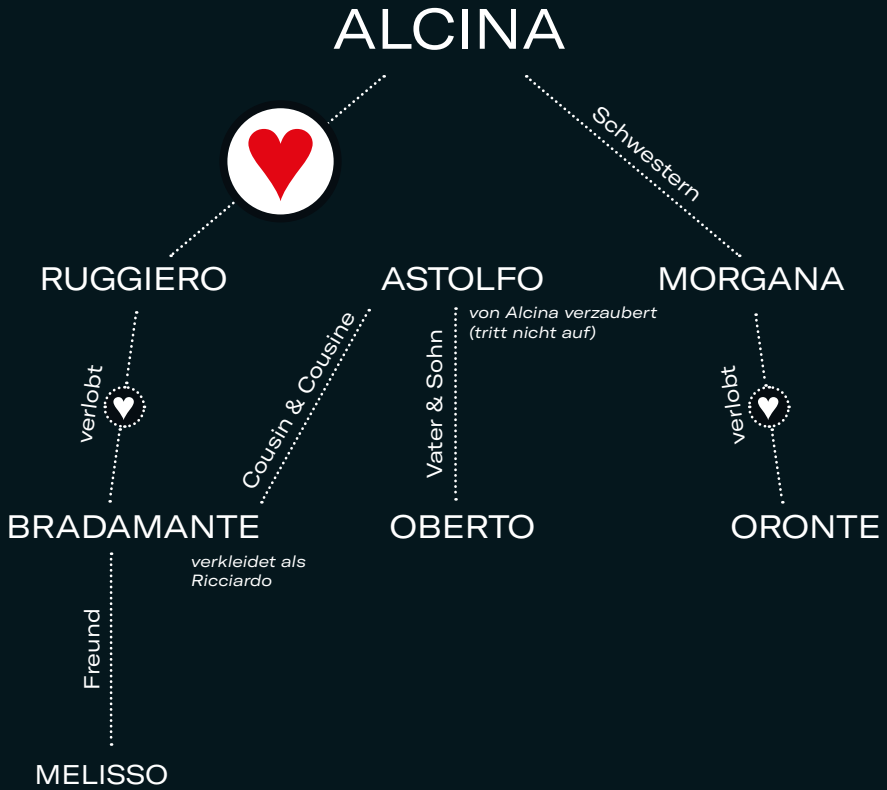 ALCINA
Schwestern
RUGGIERO
ASTOLFO
MORGANA
von Alcina verzaubert
(tritt nicht auf)
verlobt
Cousin & Cousine
Vater & Sohn
verlobt
BRADAMANTE
OBERTO
ORONTE
verkleidet als
Ricciardo
Freund
MELISSO